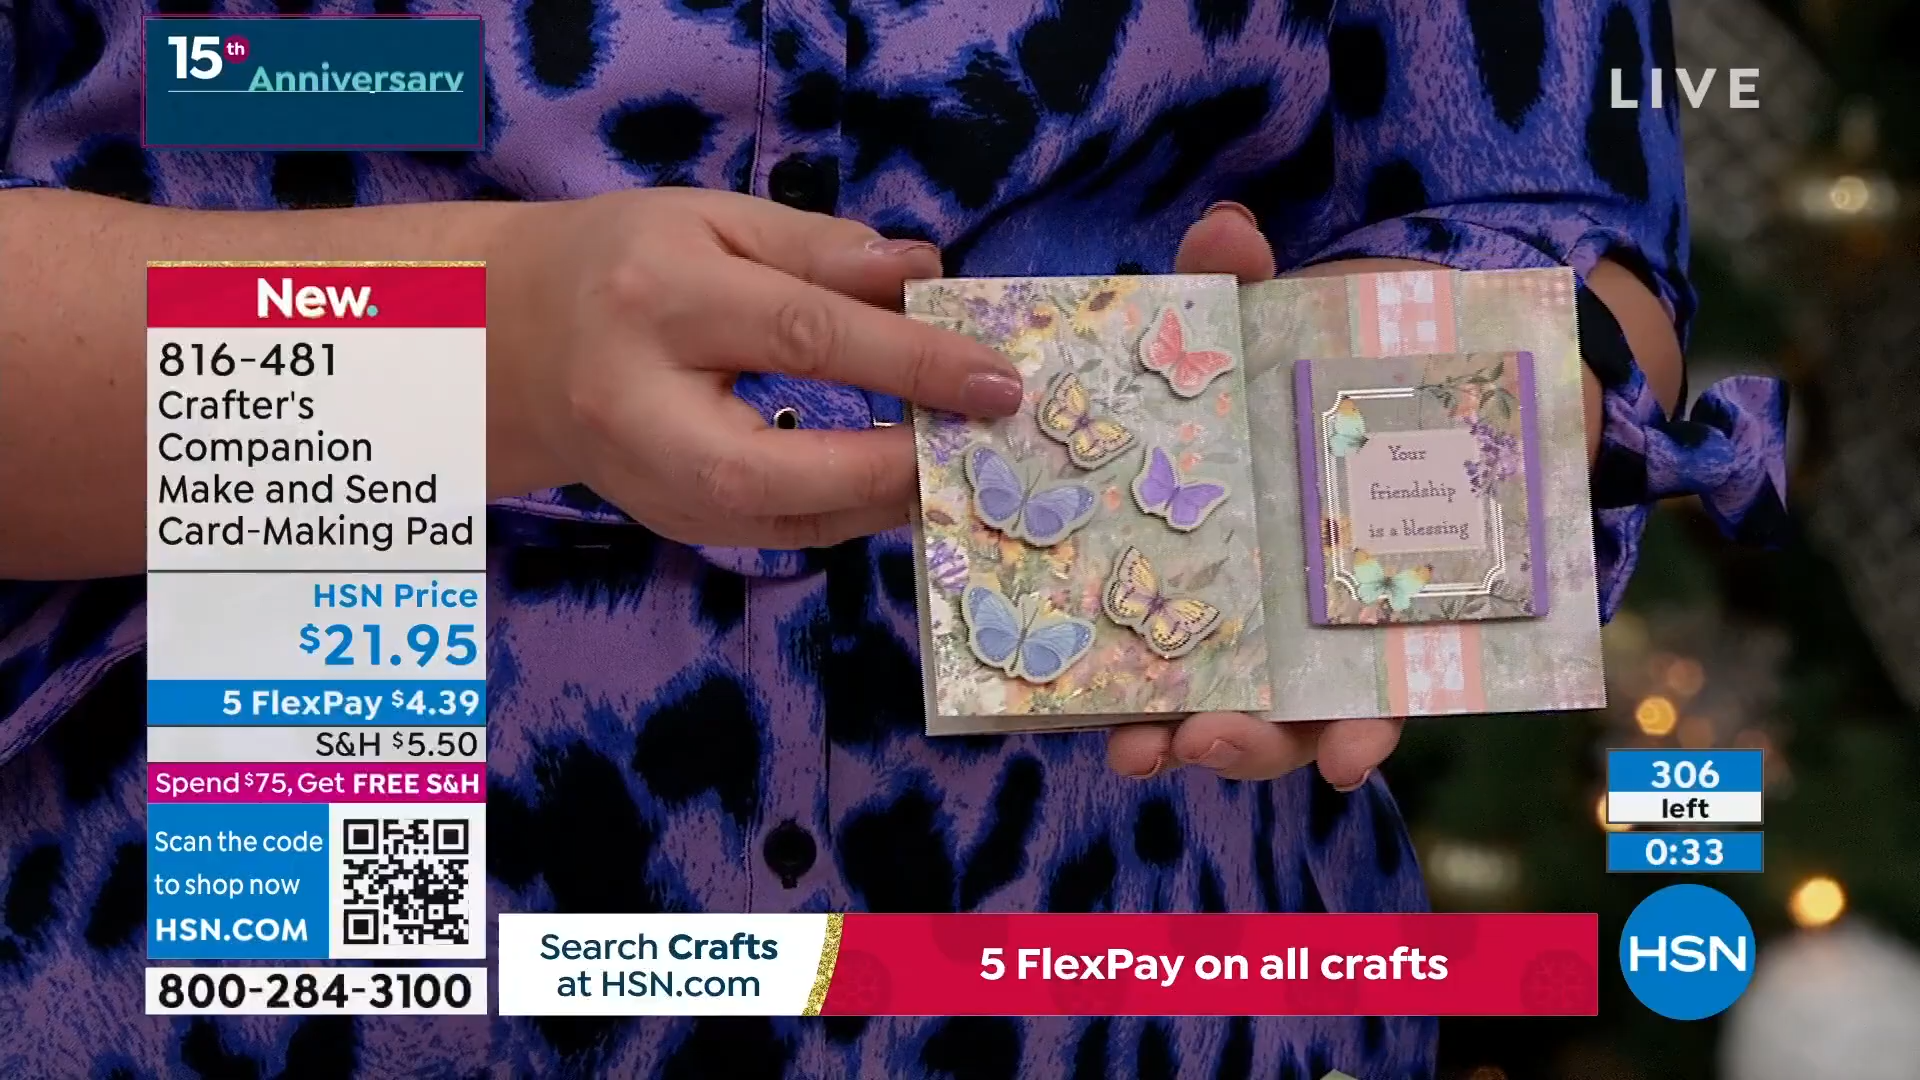 15th
Anniversary
LIVE
New.
816-481
Crafter's
Companion
Make and Send
Card-Making Pad
HSN Price
$21.95
5 FlexPay $4.39
S&H $5.50
Spend $75, Get FREE S&H
Scan the code
to shop now
HSN.COM
800-284-3100
Your
friendship
is a blessing
306
left
0:33
HSN
Search Crafts
at HSN.com
5 FlexPay on all crafts